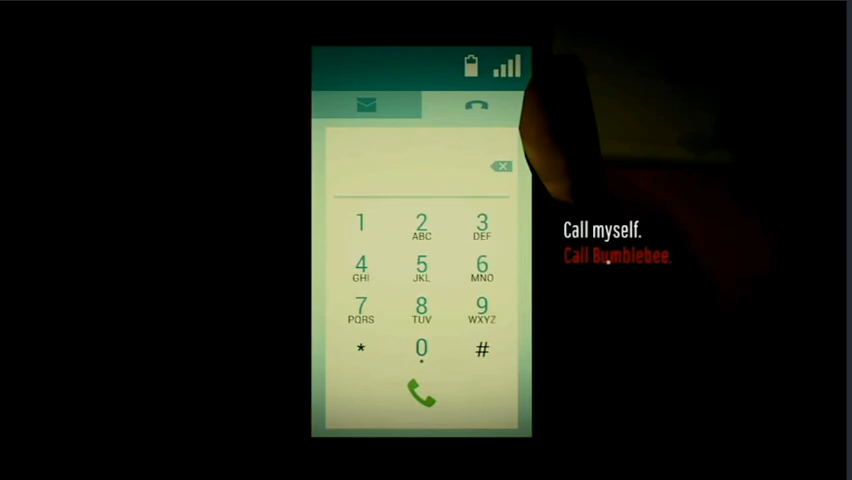 1 2 3
ABC DEF
4 5 6
GHI JKL MNO
7 8 9
PQRS TUV WXYZ
* 0 #
Call myself.
Call Bumblebee.